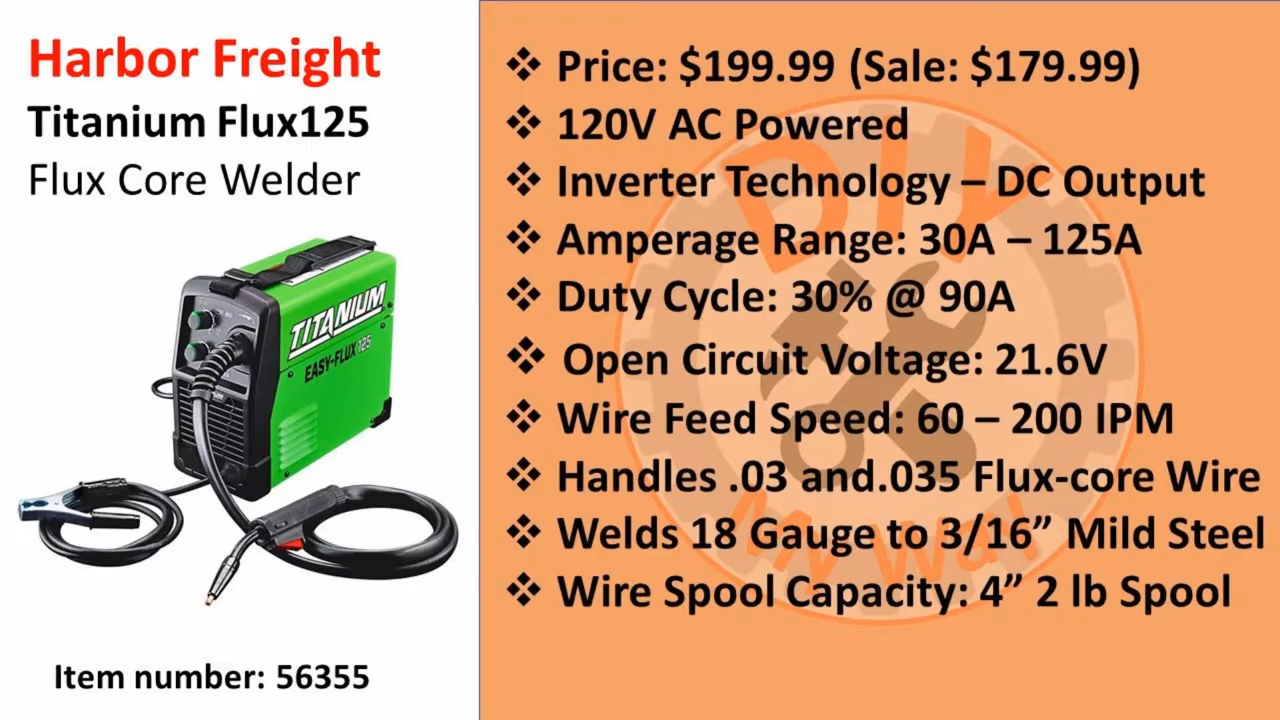 Harbor Freight
Titanium Flux125
Flux Core Welder
TITANIUM
EASY-FLUX 125
Item number: 56355
❖ Price: $199.99 (Sale: $179.99)
❖ 120V AC Powered
❖ Inverter Technology – DC Output
❖ Amperage Range: 30A – 125A
❖ Duty Cycle: 30% @ 90A
❖ Open Circuit Voltage: 21.6V
❖ Wire Feed Speed: 60 – 200 IPM
❖ Handles .03 and.035 Flux-core Wire
❖ Welds 18 Gauge to 3/16” Mild Steel
❖ Wire Spool Capacity: 4” 2 lb Spool
DIY
My Way